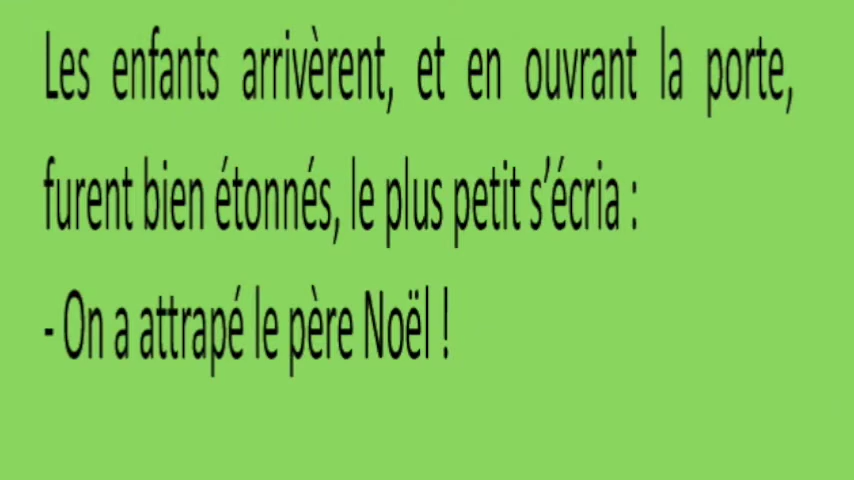 Les enfants arrivèrent, et en ouvrant la porte,
furent bien étonnés, le plus petit s’écria :
- On a attrapé le père Noël !